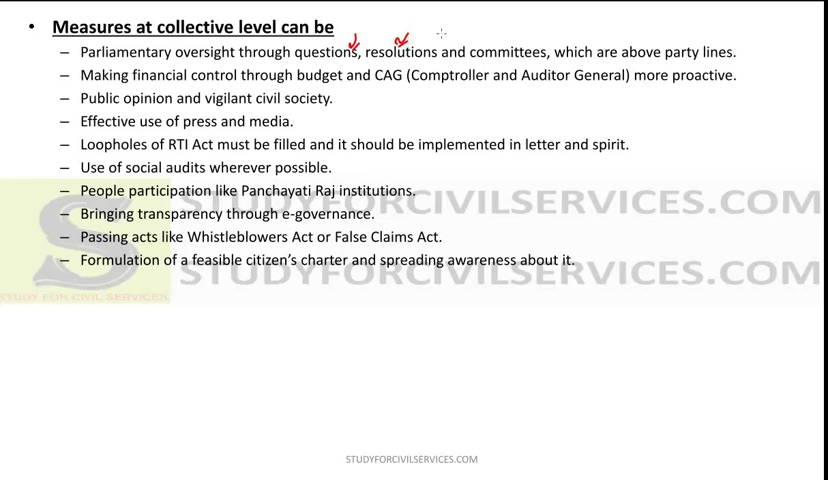 • Measures at collective level can be
– Parliamentary oversight through questions, resolutions and committees, which are above party lines.
– Making financial control through budget and CAG (Comptroller and Auditor General) more proactive.
– Public opinion and vigilant civil society.
– Effective use of press and media.
– Loopholes of RTI Act must be filled and it should be implemented in letter and spirit.
– Use of social audits wherever possible.
– People participation like Panchayati Raj institutions.
STUDYFORCIVILSERVICES.COM
– Bringing transparency through e-governance.
– Passing acts like Whistleblowers Act or False Claims Act.
– Formulation of a feasible citizen's charter and spreading awareness about it.
STUDYFORCIVILSERVICES.COM
STUDY FOR CIVIL SERVICES
STUDYFORCIVILSERVICES.COM